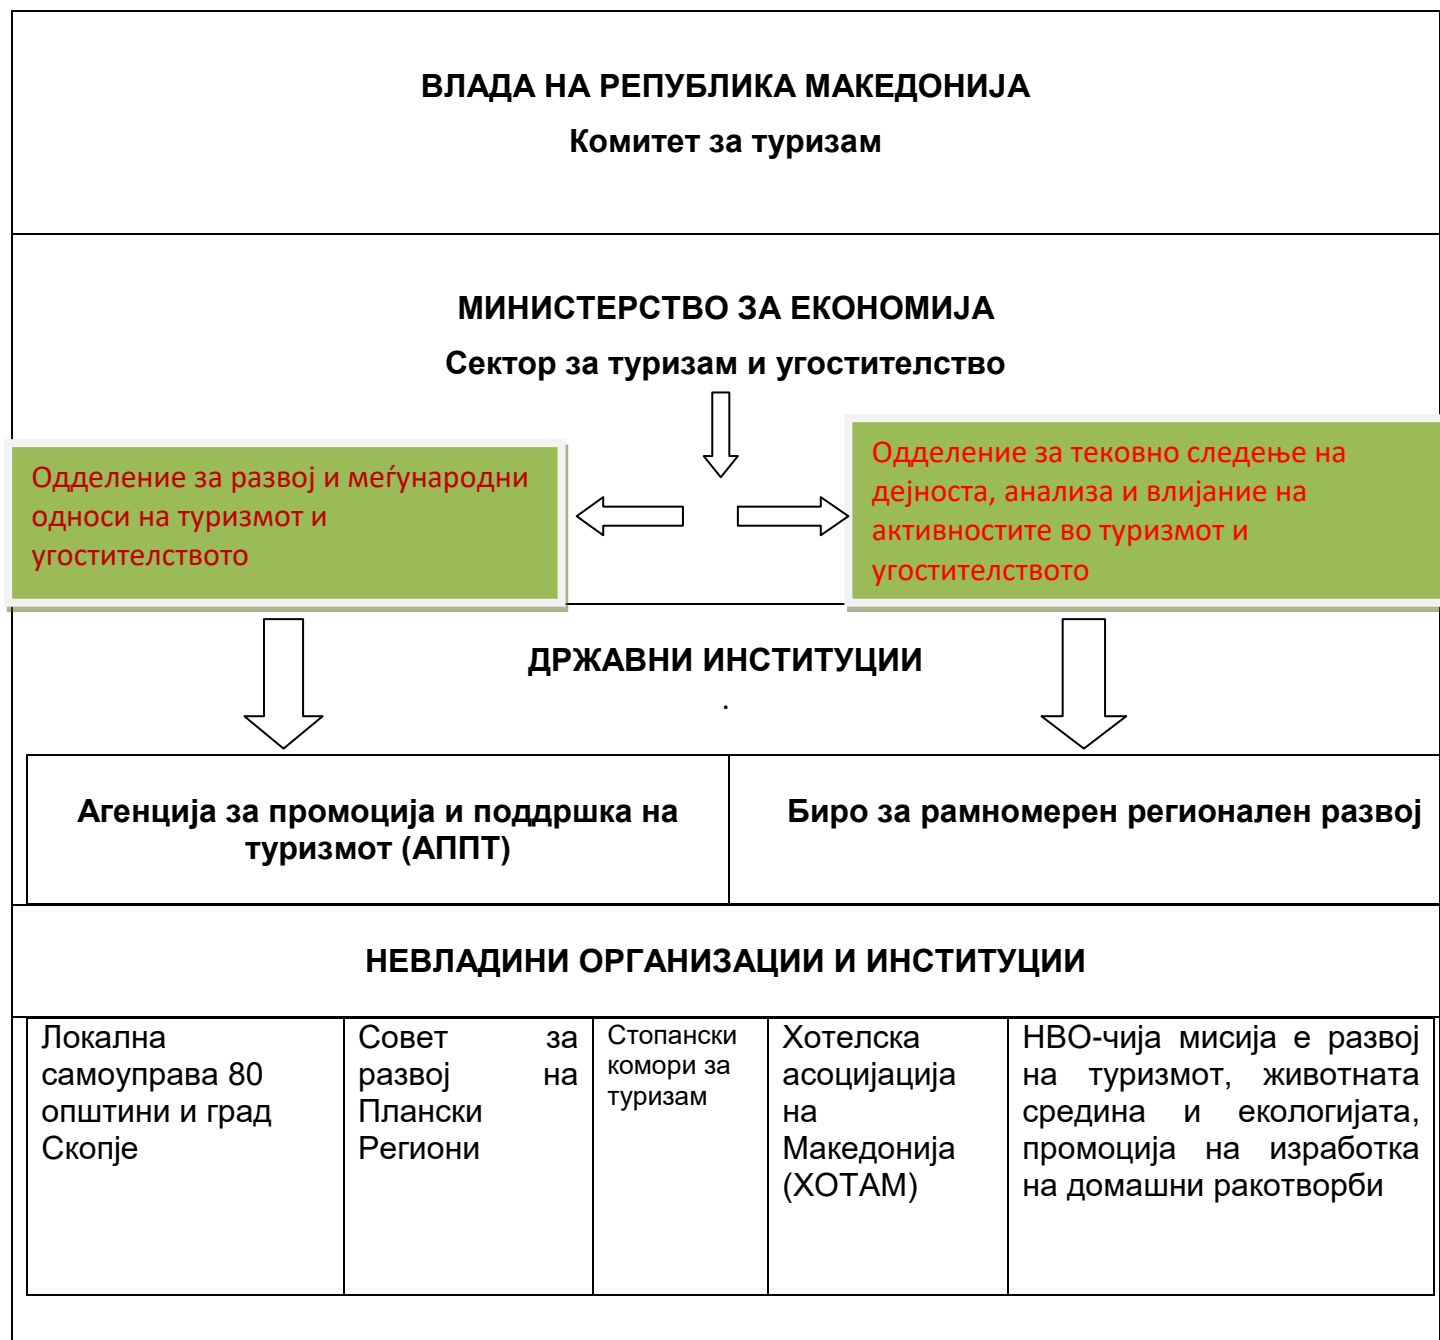 ВЛАДА НА РЕПУБЛИКА МАКЕДОНИЈА
Комитет за туризам
МИНИСТЕРСТВО ЗА ЕКОНОМИЈА
Сектор за туризам и угостителство
Одделение за развој и меѓународни
односи на туризмот и
угостителството
Одделение за тековно следење на
дејноста, анализа и влијание на
активностите во туризмот и
угостителството
ДРЖАВНИ ИНСТИТУЦИИ
.
Агенција за промоција и поддршка на
туризмот (АППТ)
Биро за рамномерен регионален развој
НЕВЛАДИНИ ОРГАНИЗАЦИИ И ИНСТИТУЦИИ
Локална
самоуправа 80
општини и град
Скопје
Совет за
развој на
Плански
Региони
Стопански
комори за
туризам
Хотелска
асоцијација
на
Македонија
(ХОТАМ)
НВО-чија мисија е развој
на туризмот, животната
средина и екологијата,
промоција на изработка
на домашни ракотворби